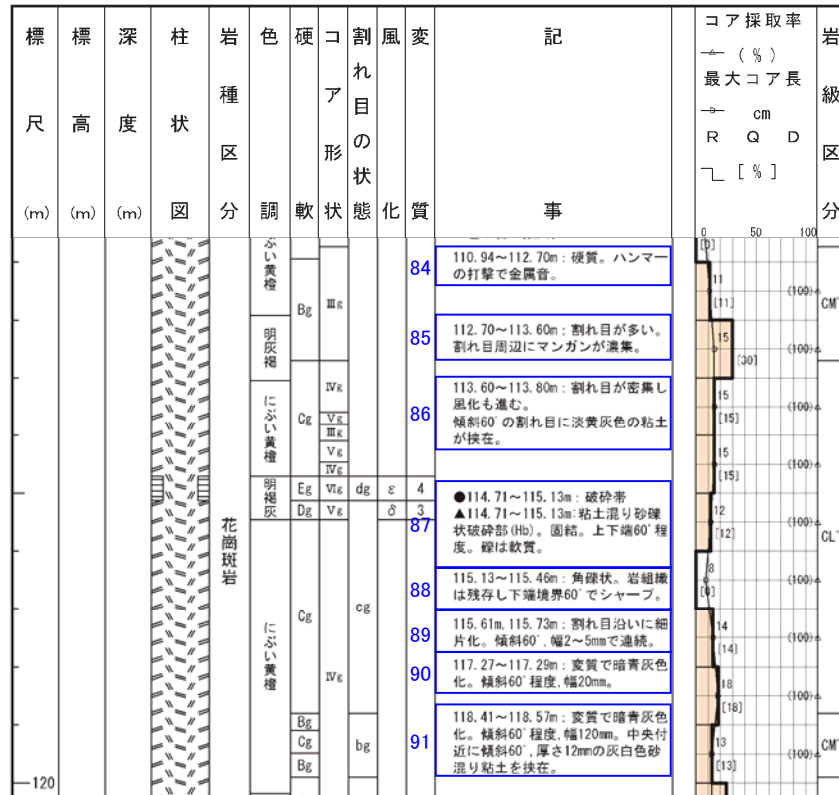 標尺(m)
標高(m)
深度(m)
柱状図
岩種区分
色調
硬軟
コア形状
割れ目の状態
風化
変質
記事
コア採取率
(%)
最大コア長
cm
RQD
[%]
岩級区分
0 50 100
[0]
ぶい黄橙
明灰褐
にぶい黄橙
明褐灰
にぶい黄橙
花崗斑岩
Bg
Cg
Eg
Dg
Cg
Bg
Cg
Bg
Ⅲg
Ⅳg
Ⅴg
Ⅲg
Ⅴg
Ⅳg
Ⅵg
Ⅴg
Ⅳg
dg
cg
bg
ε
δ
4
3
84
110.94～112.70m:硬質。ハンマー
の打撃で金属音。
85
112.70～113.60m:割れ目が多い。
割れ目周辺にマンガンが濃集。
86
113.60～113.80m:割れ目が密集し
風化も進む。
傾斜60ﾟの割れ目に淡黄灰色の粘土
が挟在。
87
●114.71～115.13m:破砕帯
▲114.71～115.13m:粘土混り砂礫
状破砕部(Hb)。固結。上下端60ﾟ程
度。礫は軟質。
88
115.13～115.46m:角礫状。岩組織
は残存し下端境界60ﾟでシャープ。
89
115.61m,115.73m:割れ目沿いに細
片化。傾斜60ﾟ,幅2～5mmで連続。
90
117.27～117.29m:変質で暗青灰色
化。傾斜60ﾟ程度,幅20mm。
91
118.41～118.57m:変質で暗青灰色
化。傾斜60ﾟ程度,幅120mm。中央付
近に傾斜60ﾟ,厚さ12mmの灰白色砂
混り粘土を挟在。
11
(100)
[11]
15
(100)
[30]
15
(100)
[15]
15
(100)
[15]
12
(100)
[12]
8
(100)
[0]
14
(100)
[14]
18
(100)
[18]
13
(100)
[13]
CM
CL
CM
120